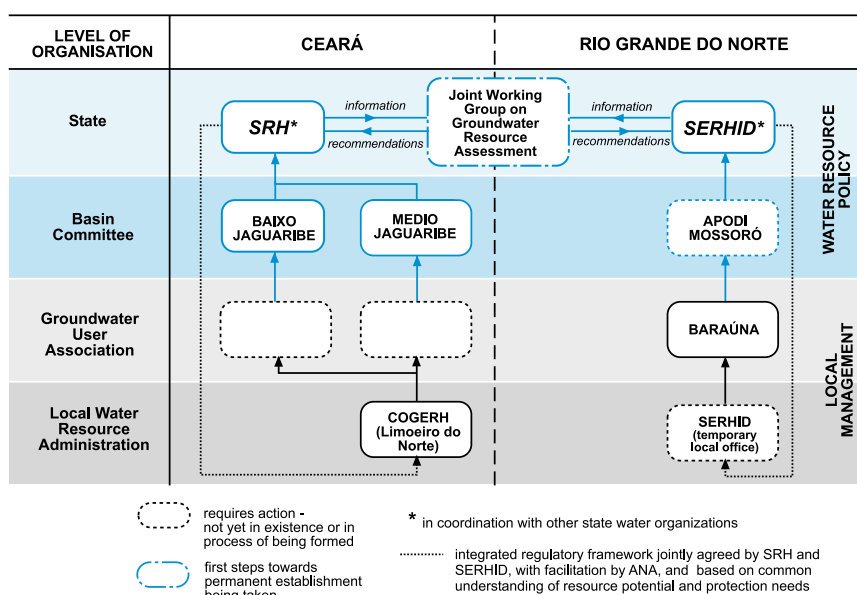 LEVEL OF
ORGANISATION
CEARÁ
RIO GRANDE DO NORTE
State
SRH*
information
recommendations
Joint Working
Group on
Groundwater
Resource
Assessment
information
recommendations
SERHID*
WATER RESOURCE
POLICY
Basin
Committee
BAIXO
JAGUARIBE
MEDIO
JAGUARIBE
APODI
MOSSORÓ
Groundwater
User
Association
BARAÚNA
LOCAL
MANAGEMENT
Local Water
Resource
Administration
COGERH
(Limoeiro do
Norte)
SERHID
(temporary
local office)
requires action -
not yet in existence or in
process of being formed
* in coordination with other state water organizations
first steps towards
permanent establishment
being taken
integrated regulatory framework jointly agreed by SRH and
SERHID, with facilitation by ANA, and based on common
understanding of resource potential and protection needs